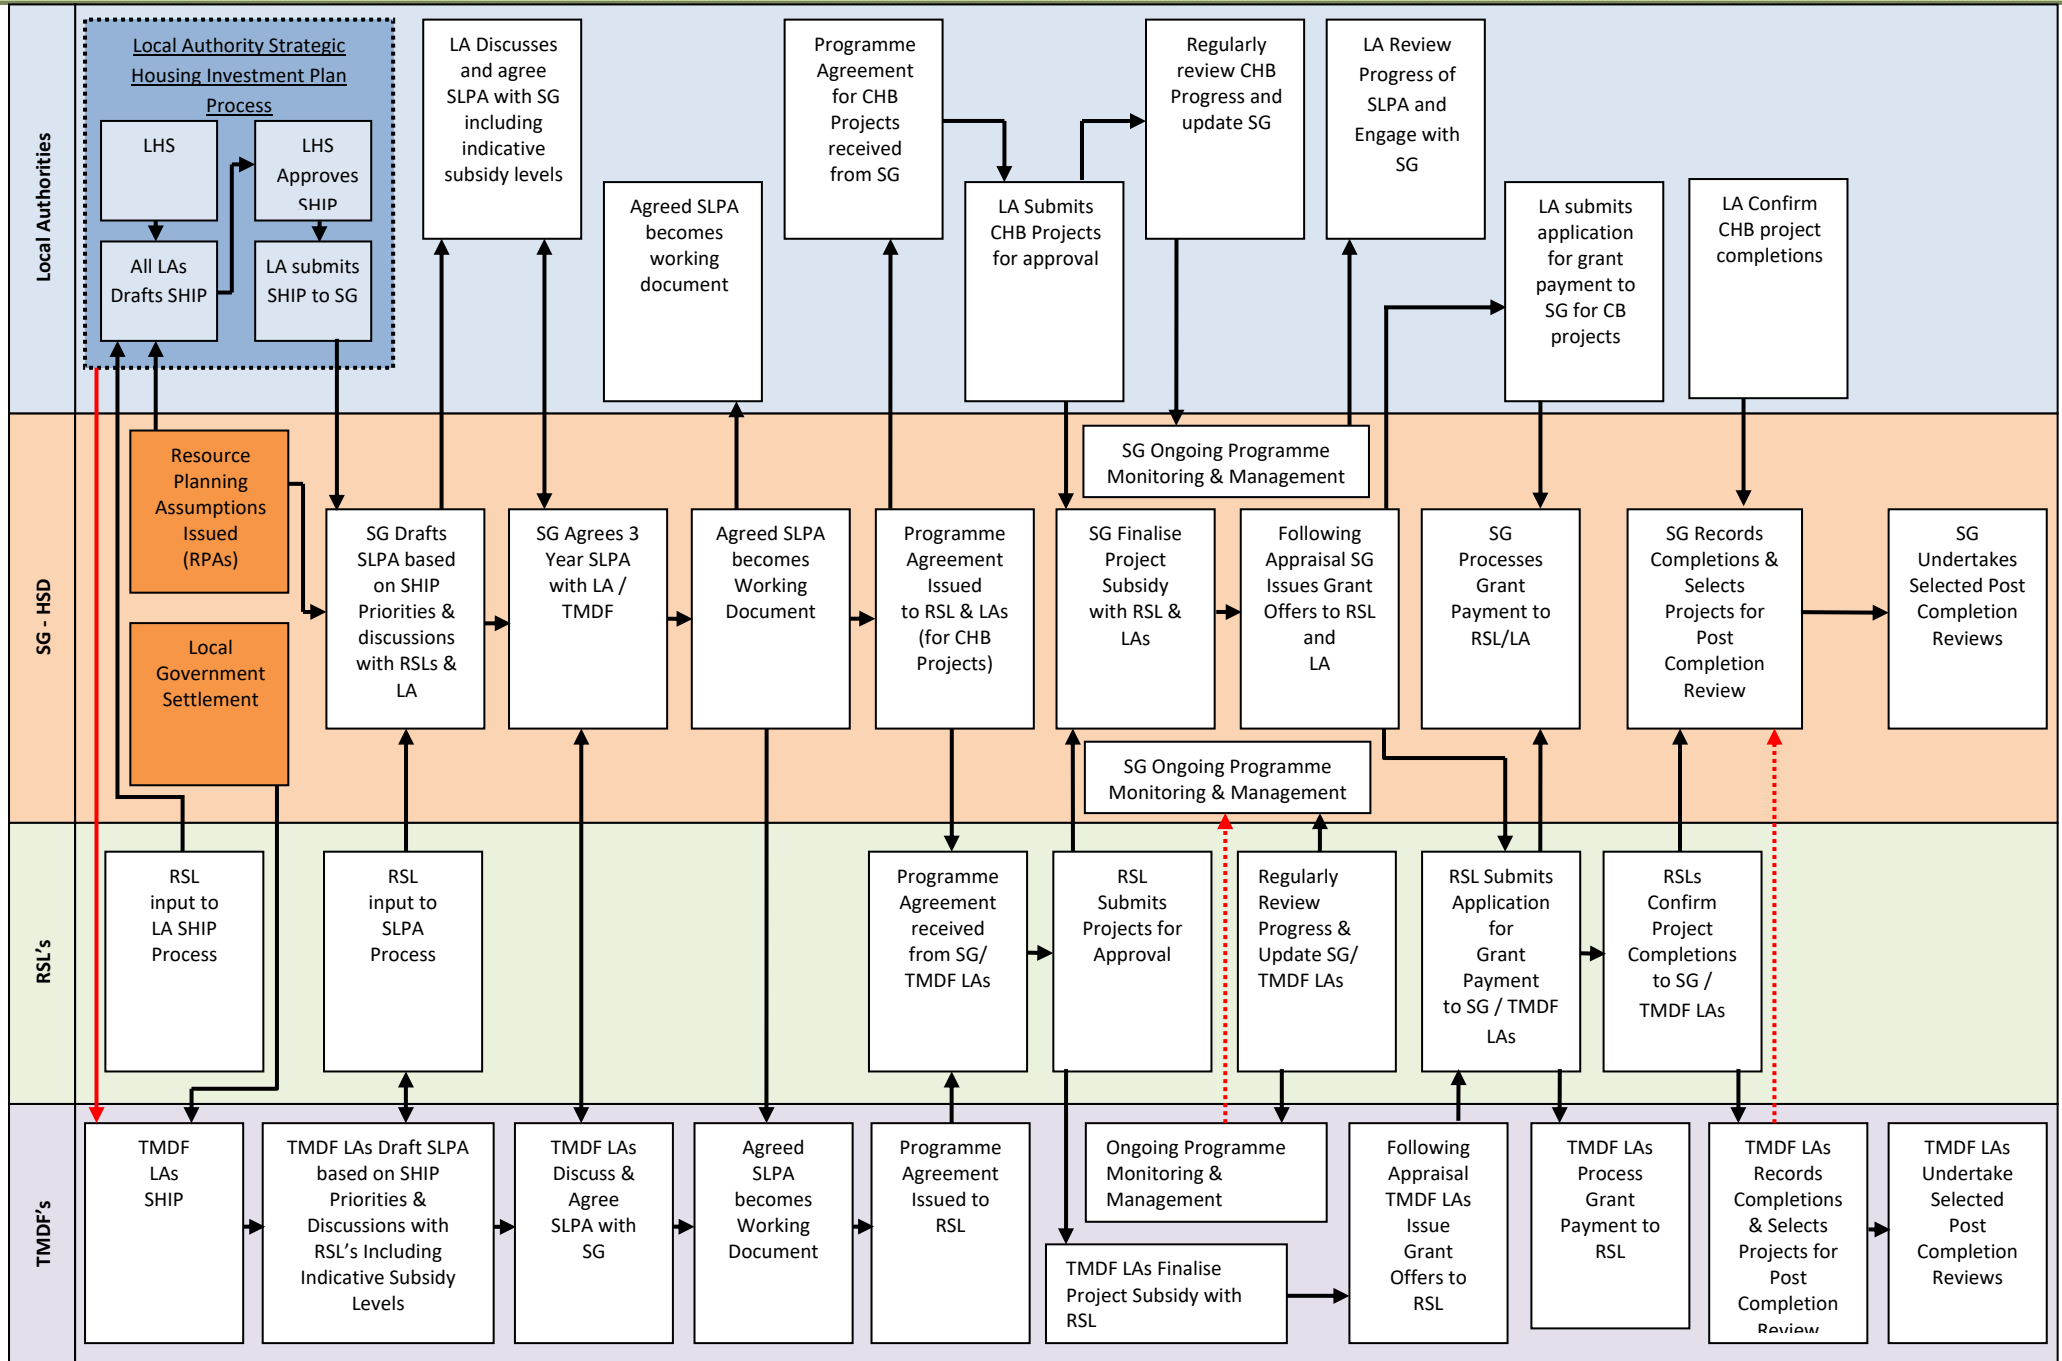 Local Authorities
Local Authority Strategic
Housing Investment Plan
Process
LHS
LHS
Approves
SHIP
All LAs
Drafts SHIP
LA submits
SHIP to SG
LA Discusses
and agree
SLPA with SG
including
indicative
subsidy levels
Agreed SLPA
becomes
working
document
Programme
Agreement
for CHB
Projects
received
from SG
LA Submits
CHB Projects
for approval
Regularly
review CHB
Progress and
update SG
LA Review
Progress of
SLPA and
Engage with
SG
LA submits
application
for grant
payment to
SG for CB
projects
LA Confirm
CHB project
completions
SG - HSD
Resource
Planning
Assumptions
Issued
(RPAs)
Local
Government
Settlement
SG Drafts
SLPA based
on SHIP
Priorities &
discussions
with RSLs &
LA
SG Agrees 3
Year SLPA
with LA /
TMDF
Agreed SLPA
becomes
Working
Document
Programme
Agreement
Issued
to RSL & LAs
(for CHB
Projects)
SG Ongoing Programme
Monitoring & Management
SG Finalise
Project
Subsidy
with RSL &
LAs
Following
Appraisal SG
Issues Grant
Offers to RSL
and
LA
SG
Processes
Grant
Payment to
RSL/LA
SG Records
Completions &
Selects
Projects for
Post
Completion
Review
SG
Undertakes
Selected Post
Completion
Reviews
SG Ongoing Programme
Monitoring & Management
RSL's
RSL
input to
LA SHIP
Process
RSL
input to
SLPA
Process
Programme
Agreement
received
from SG/
TMDF LAs
RSL
Submits
Projects for
Approval
Regularly
Review
Progress &
Update SG/
TMDF LAs
RSL Submits
Application
for
Grant
Payment
to SG / TMDF
LAs
RSLs
Confirm
Project
Completions
to SG /
TMDF LAs
TMDF's
TMDF
LAs
SHIP
TMDF LAs Draft SLPA
based on SHIP
Priorities &
Discussions with
RSL's Including
Indicative Subsidy
Levels
TMDF LAs
Discuss &
Agree
SLPA with
SG
Agreed
SLPA
becomes
Working
Document
Programme
Agreement
Issued to
RSL
Ongoing Programme
Monitoring &
Management
TMDF LAs Finalise
Project Subsidy with
RSL
Following
Appraisal
TMDF LAs
Issue
Grant
Offers to
RSL
TMDF LAs
Process
Grant
Payment to
RSL
TMDF LAs
Records
Completions
& Selects
Projects for
Post
Completion
Review
TMDF LAs
Undertake
Selected
Post
Completion
Reviews